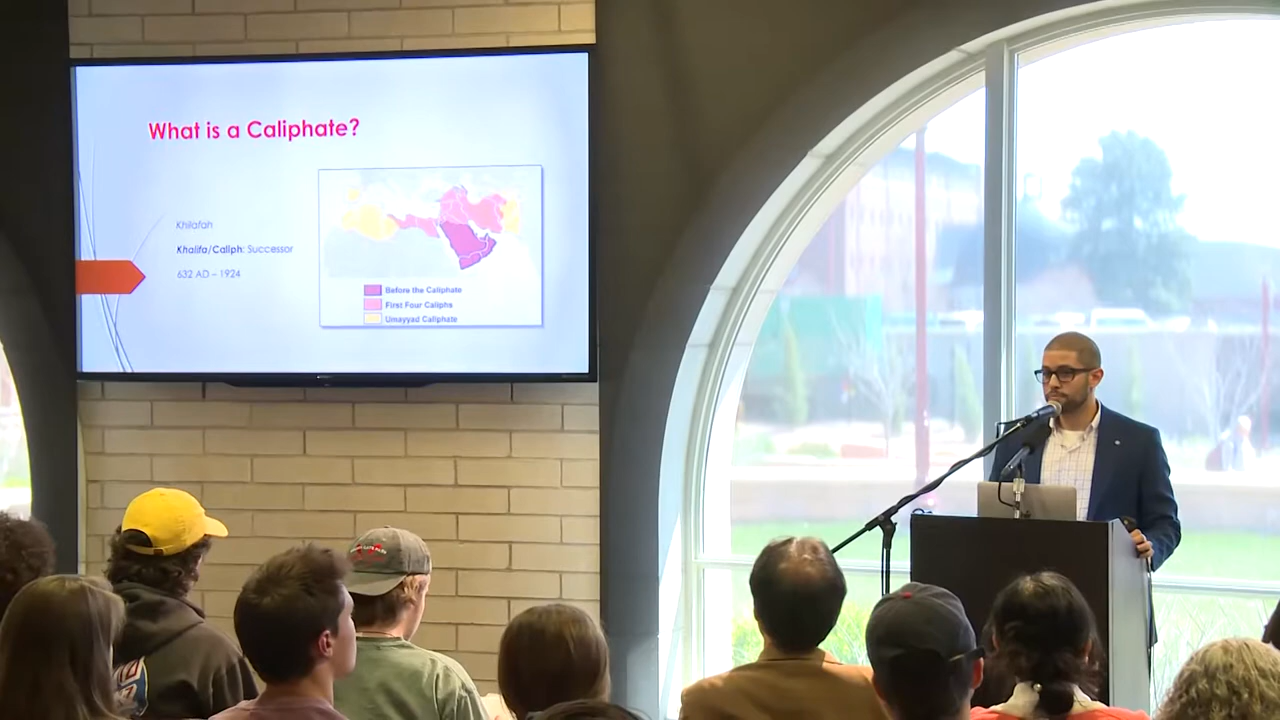 What is a Caliphate?
Khilafah
Khalifa/Caliph: Successor
632 AD – 1924
Before the Caliphate
First Four Caliphs
Umayyad Caliphate